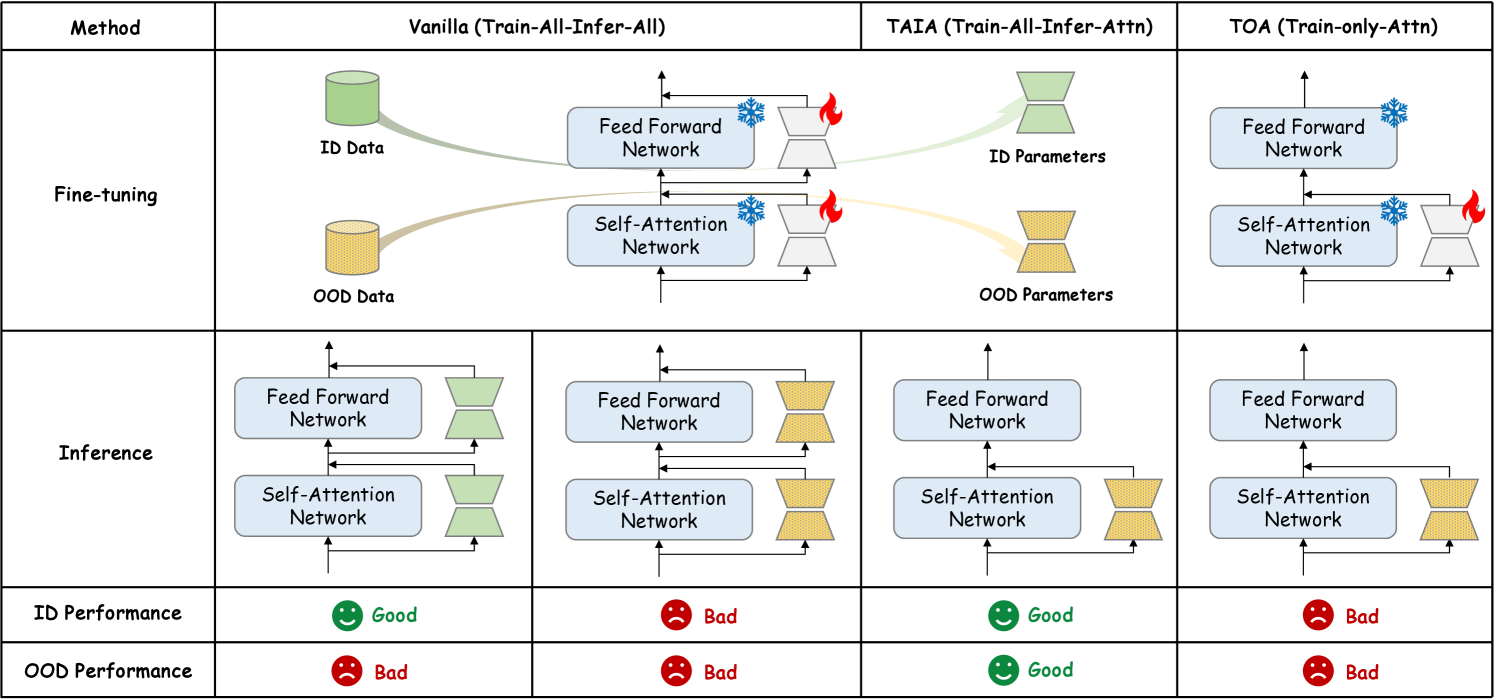 Method
Vanilla (Train-All-Infer-All)
TAIA (Train-All-Infer-Attn)
TOA (Train-only-Attn)
Fine-tuning
ID Data
OOD Data
Feed Forward
Network
Self-Attention
Network
ID Parameters
OOD Parameters
Feed Forward
Network
Self-Attention
Network
Inference
Feed Forward
Network
Self-Attention
Network
Feed Forward
Network
Self-Attention
Network
Feed Forward
Network
Self-Attention
Network
Feed Forward
Network
Self-Attention
Network
ID Performance
Good
Bad
Good
Bad
OOD Performance
Bad
Bad
Good
Bad